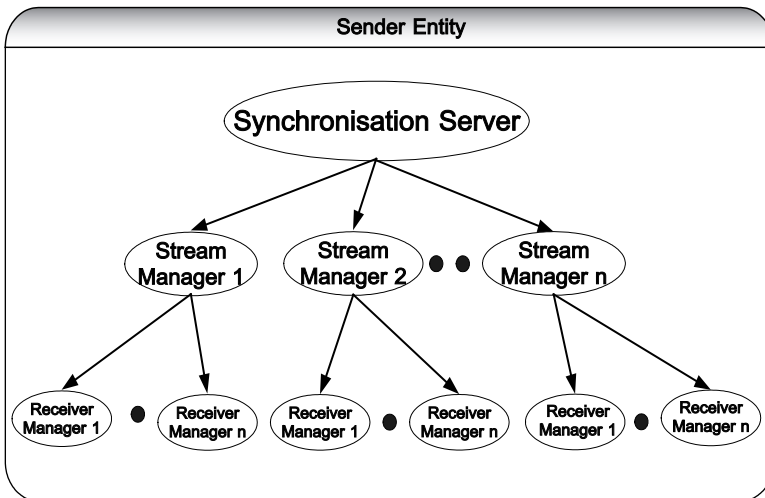 Sender Entity
Synchronisation Server
Stream
Manager 1
Stream
Manager 2
Stream
Manager n
Receiver
Manager 1
Receiver
Manager n
Receiver
Manager 1
Receiver
Manager n
Receiver
Manager 1
Receiver
Manager n